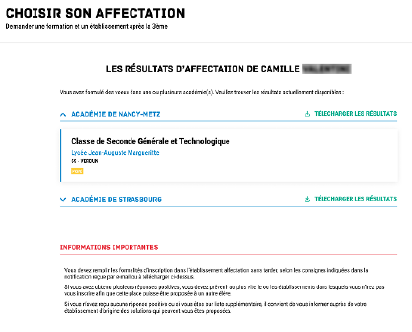 CHOISIR SON AFFECTATION
Demander une formation et un établissement après la 3ème
LES RÉSULTATS D'AFFECTATION DE CAMILLE
Vous avez formulé des voeux dans une ou plusieurs académie(s). Veuillez trouver les résultats actuellement disponibles :
ACADÉMIE DE NANCY-METZ
TÉLÉCHARGER LES RÉSULTATS
Classe de Seconde Générale et Technologique
Lycée Jean-Auguste Margueritte
55 - VERDUN
ACADÉMIE DE STRASBOURG
TÉLÉCHARGER LES RÉSULTATS
INFORMATIONS IMPORTANTES
Vous devez remplir les formalités d'inscription dans l'établissement d'affectation sans tarder, selon les consignes indiquées dans la
notification reçue par e-mail ou à télécharger ci-dessus.
Si vous avez obtenu plusieurs réponses positives, vous devez prévenir au plus vite le ou les établissements dans lesquels vous n'irez pas
vous inscrire afin que cette place puisse être proposée à un autre élève.
Si vous n'avez reçu aucune réponse positive ou si vous êtes sur liste supplémentaire, il convient de vous informer auprès de votre
établissement d'origine des solutions qui peuvent vous être proposées.